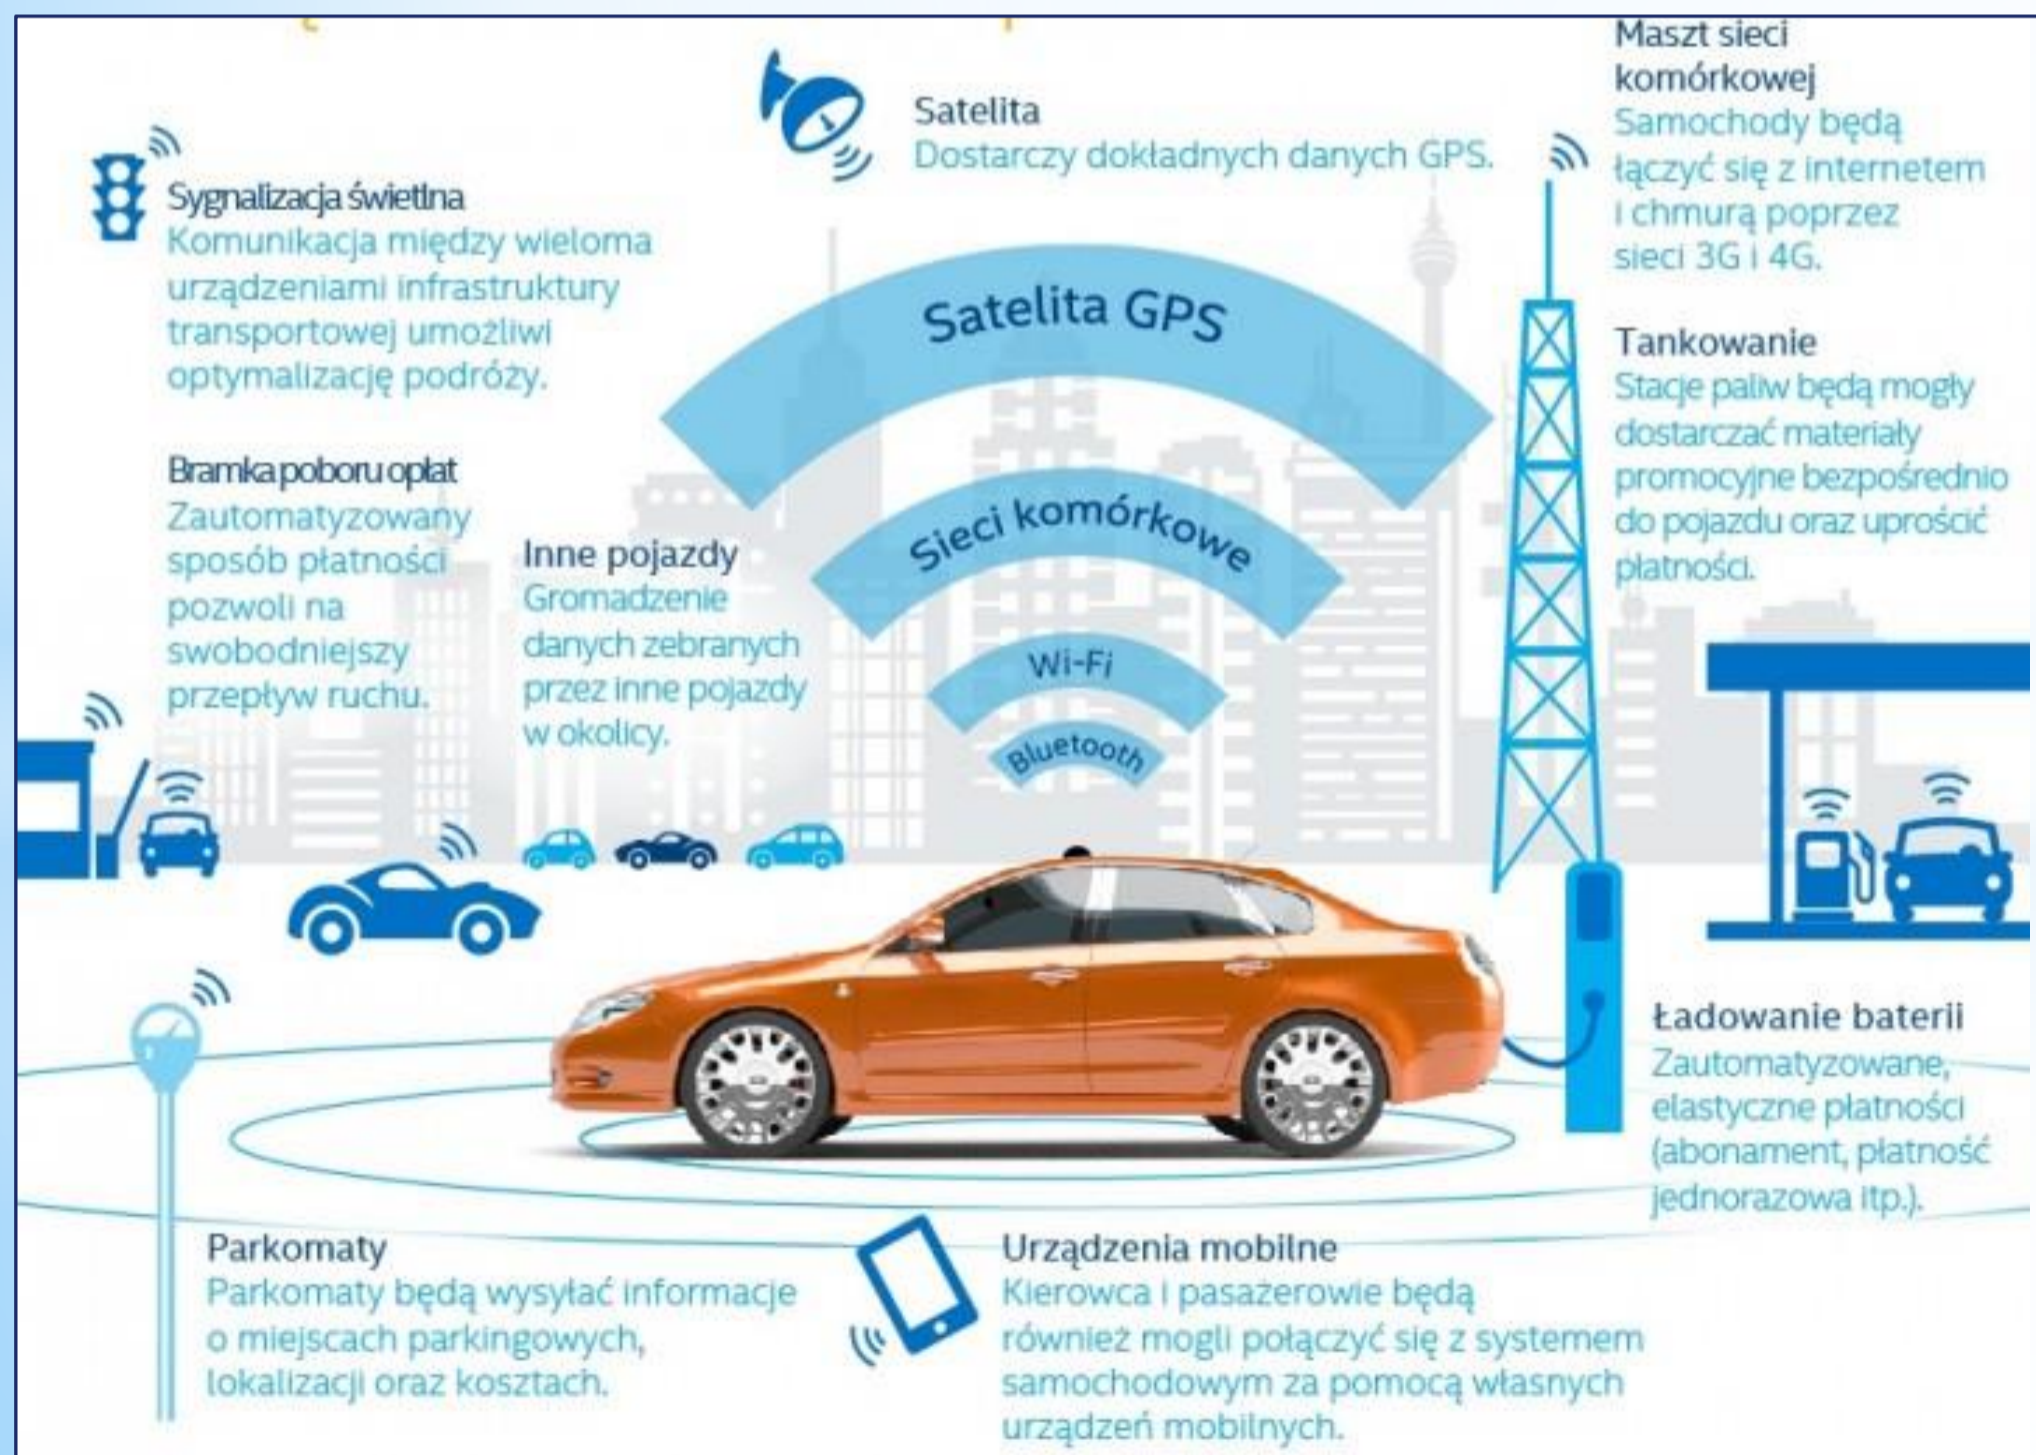 Satelita
Dostarczy dokładnych danych GPS.
Maszt sieci
komórkowej
Samochody będą
łączyć się z internetem
i chmurą poprzez
sieci 3G i 4G.
Sygnalizacja świetlna
Komunikacja między wieloma
urządzeniami infrastruktury
transportowej umożliwi
optymalizację podróży.
Satelita GPS
Sieci komórkowe
Wi-Fi
Bluetooth
Tankowanie
Stacje paliw będą mogły
dostarczać materiały
promocyjne bezpośrednio
do pojazdu oraz uprościć
płatności.
Bramka poboru opłat
Zautomatyzowany
sposób płatności
pozwoli na
swobodniejszy
przepływ ruchu.
Inne pojazdy
Gromadzenie
danych zebranych
przez inne pojazdy
w okolicy.
Ładowanie baterii
Zautomatyzowane,
elastyczne płatności
(abonament, płatność
jednorazowa itp.).
Parkomaty
Parkomaty będą wysyłać informacje
o miejscach parkingowych,
lokalizacji oraz kosztach.
Urządzenia mobilne
Kierowca i pasażerowie będą
również mogli połączyć się z systemem
samochodowym za pomocą własnych
urządzeń mobilnych.